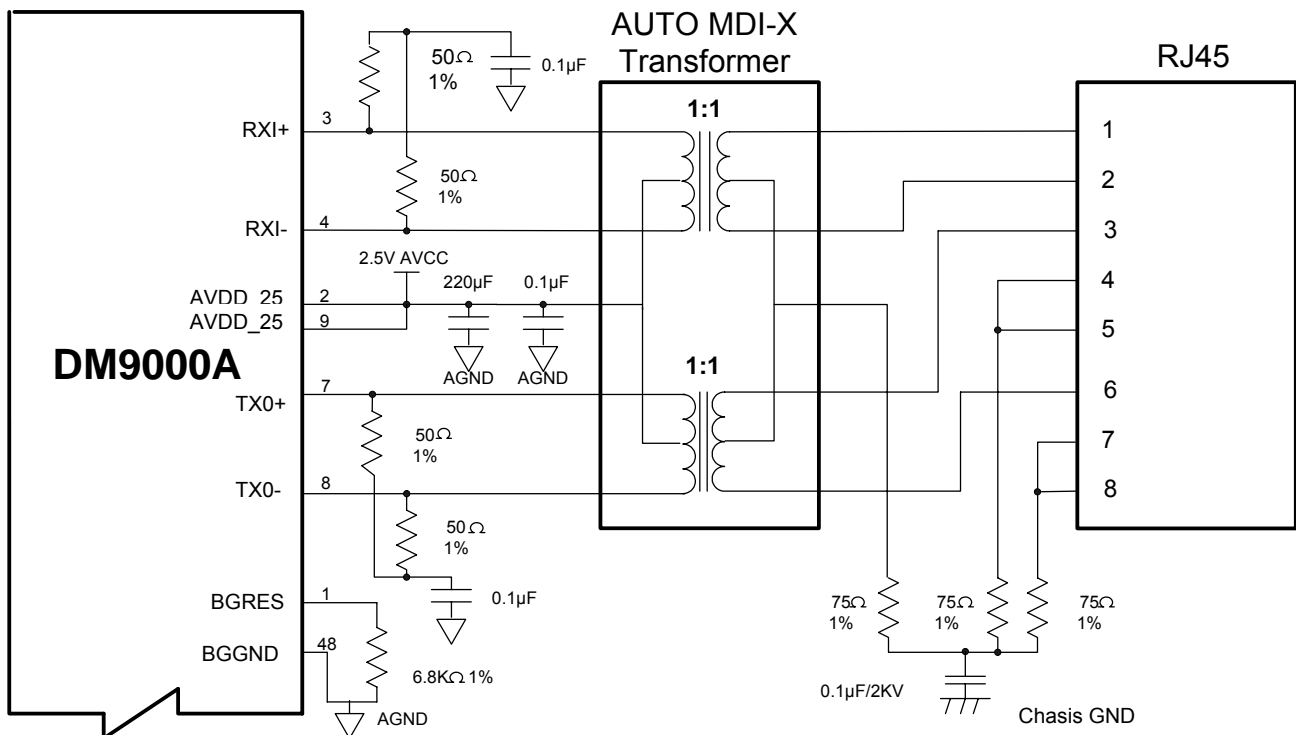 AUTO MDI-X
Transformer
RJ45
50Ω
1%
0.1µF
1:1
RXI+
3
1
2
50Ω
1%
RXI-
4
3
2.5V AVCC
220µF
0.1µF
4
AVDD_25
2
AVDD_25
9
5
DM9000A
AGND
AGND
1:1
7
6
TX0+
50Ω
1%
7
TX0-
8
8
50Ω
1%
BGRES
1
0.1µF
75Ω
1%
75Ω
1%
75Ω
1%
BGGND
48
6.8KΩ 1%
0.1µF/2KV
AGND
Chasis GND